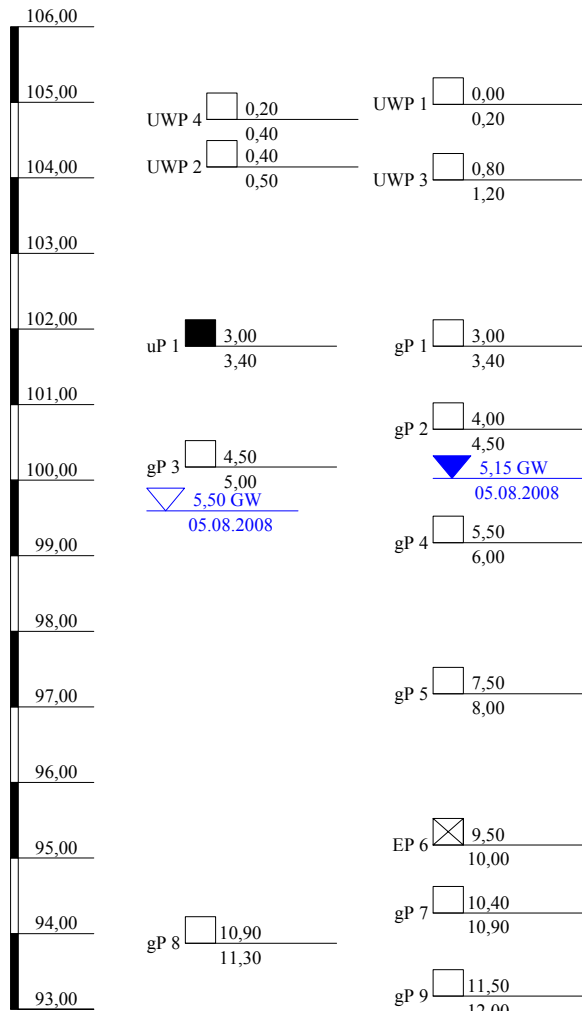 106,00
105,00
104,00
103,00
102,00
101,00
100,00
99,00
98,00
97,00
96,00
95,00
94,00
93,00
UWP 4 0,20
0,40
UWP 2 0,40
0,50
uP 1 3,00
3,40
gP 3 4,50
5,00
5,50 GW
05.08.2008
gP 8 10,90
11,30
UWP 1 0,00
0,20
UWP 3 0,80
1,20
gP 1 3,00
3,40
gP 2 4,00
4,50
5,15 GW
05.08.2008
gP 4 5,50
6,00
gP 5 7,50
8,00
EP 6 9,50
10,00
gP 7 10,40
10,90
gP 9 11,50
12,00